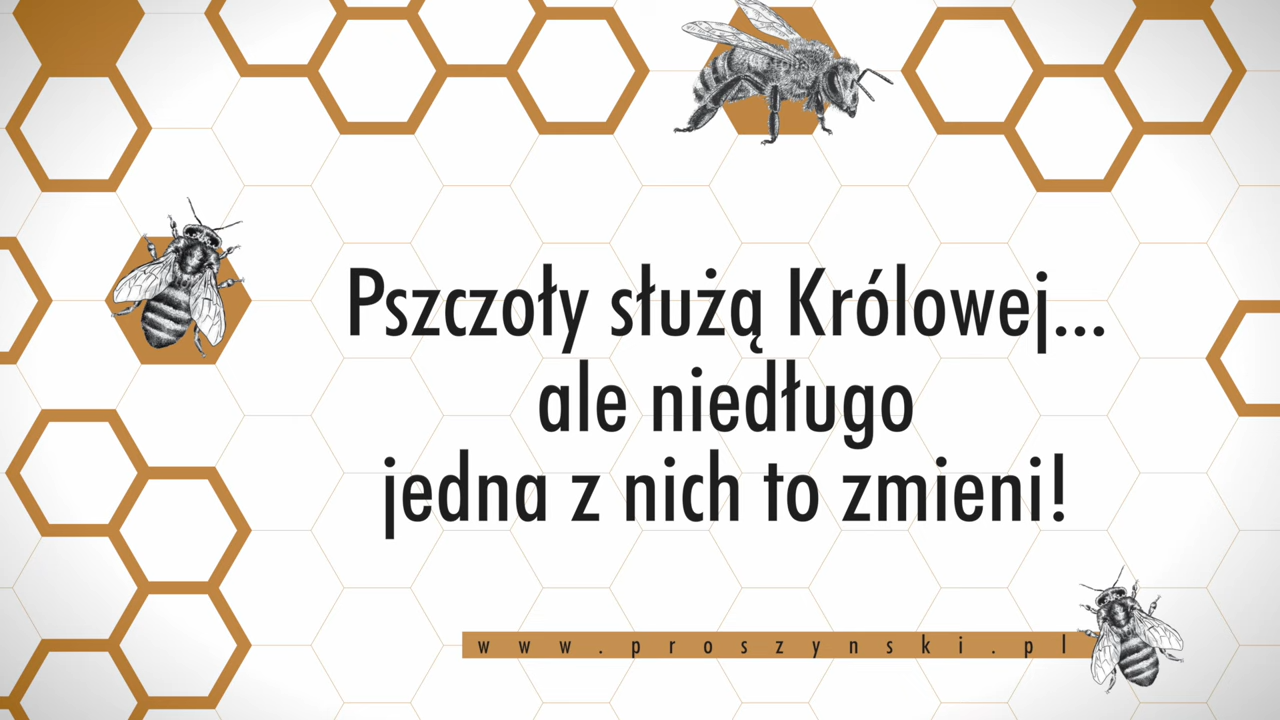 Pszczoły służą Królowej...
ale niedługo
jedna z nich to zmieni!
www.proszynski.pl